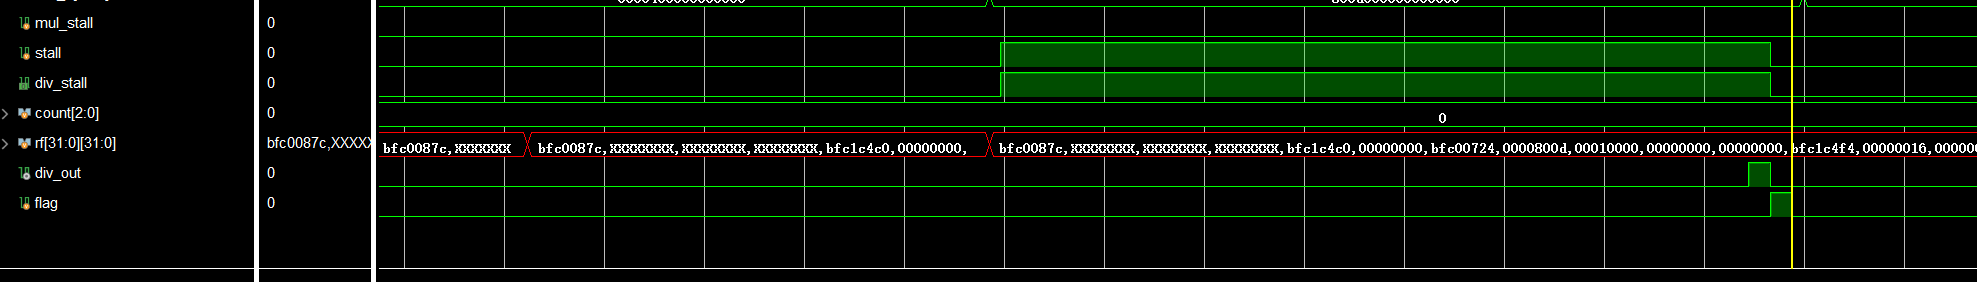 mul_stall 0
stall 0
div_stall 0
count[2:0] 0 0
rf[31:0][31:0] bfc0087c,XXXXX bfc0087c,XXXXXXX bfc0087c,XXXXXXXX,XXXXXXXX,XXXXXXXX,bfc1c4c0,00000000, bfc0087c,XXXXXXXX,XXXXXXXX,XXXXXXXX,bfc1c4c0,00000000,bfc00724,0000800d,00010000,00000000,00000000,bfc1c4f4,00000016,0000
div_out 0
flag 0